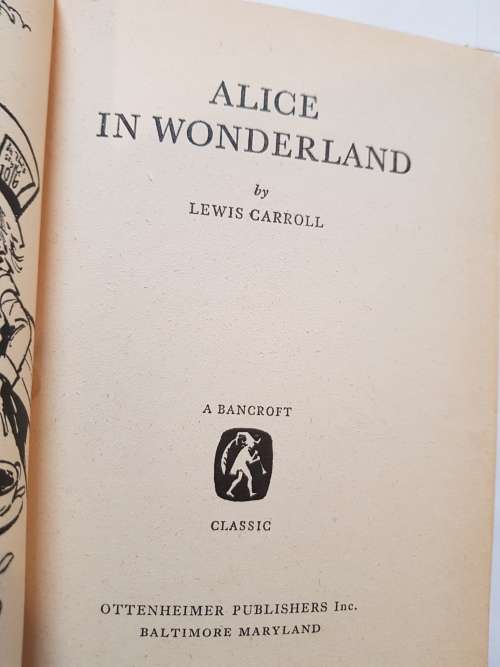 ALICE
IN WONDERLAND
by
LEWIS CARROLL
A BANCROFT
CLASSIC
OTTENHEIMER PUBLISHERS Inc.
BALTIMORE MARYLAND